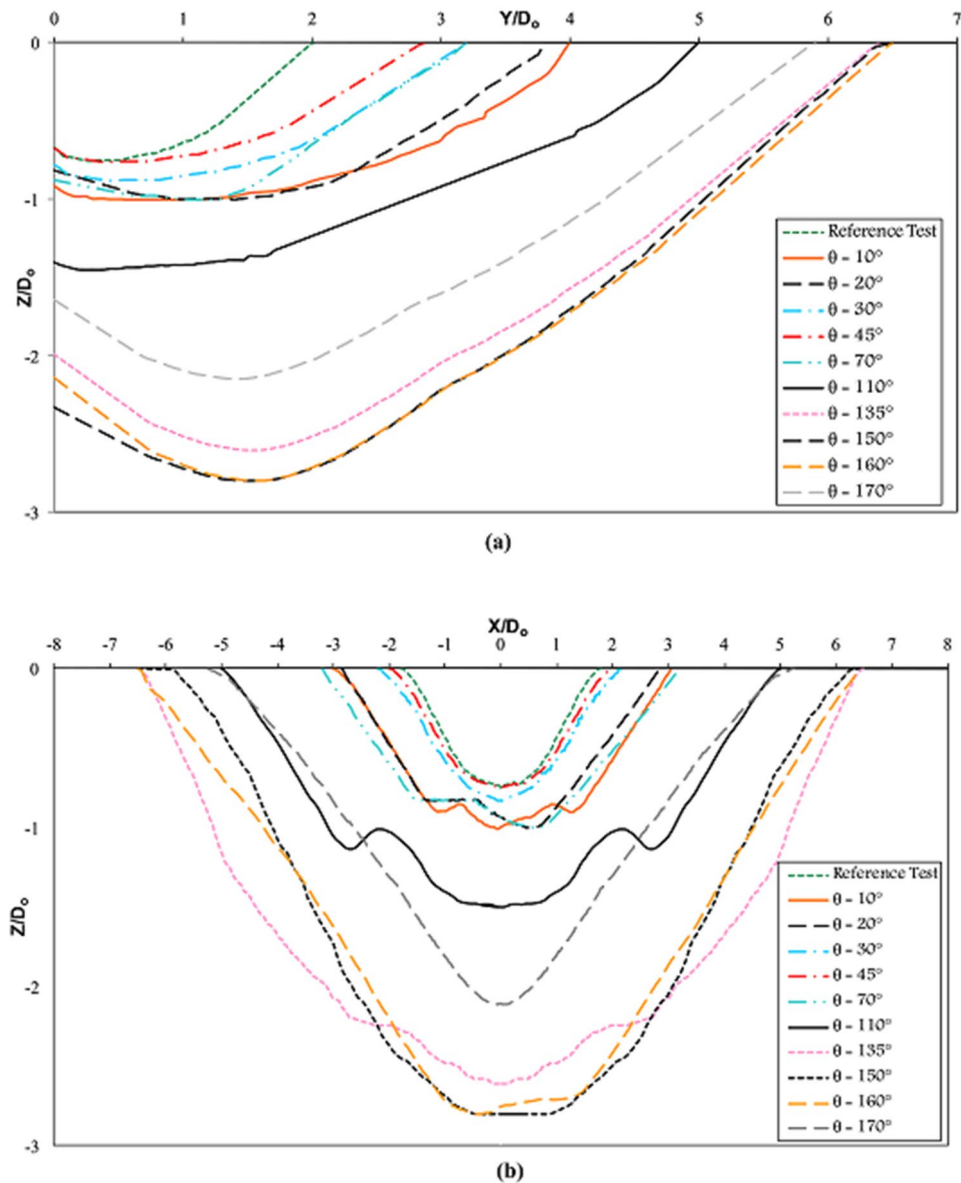 Y/Dₒ
0 1 2 3 4 5 6 7
0
-1
-2
-3
Z/Dₒ
Reference Test
θ - 10°
θ - 20°
θ - 30°
θ - 45°
θ - 70°
θ - 110°
θ - 135°
θ - 150°
θ - 160°
θ - 170°
(a)
X/Dₒ
-8 -7 -6 -5 -4 -3 -2 -1 0 1 2 3 4 5 6 7 8
0
-1
-2
-3
Z/Dₒ
Reference Test
θ - 10°
θ - 20°
θ - 30°
θ - 45°
θ - 70°
θ - 110°
θ - 135°
θ - 150°
θ - 160°
θ - 170°
(b)